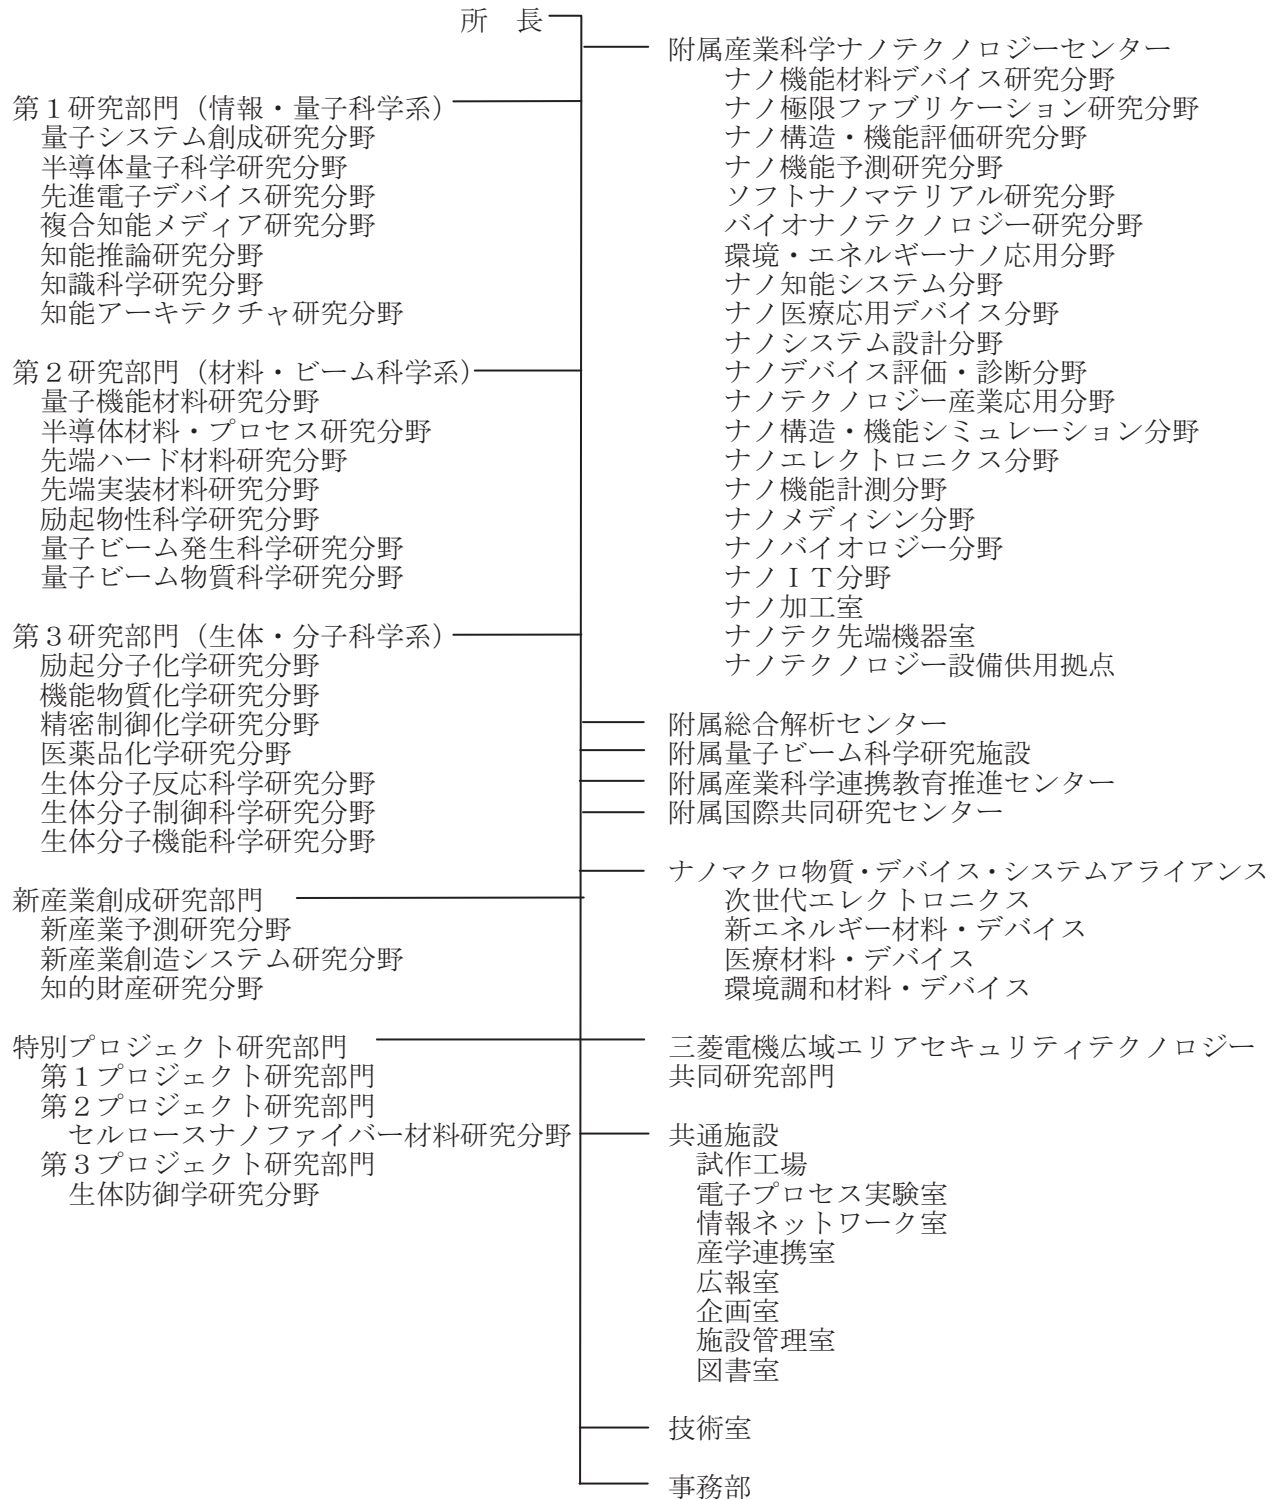 所　長
第１研究部門（情報・量子科学系）
量子システム創成研究分野
半導体量子科学研究分野
先進電子デバイス研究分野
複合知能メディア研究分野
知能推論研究分野
知識科学研究分野
知能アーキテクチャ研究分野
第２研究部門（材料・ビーム科学系）
量子機能材料研究分野
半導体材料・プロセス研究分野
先端ハード材料研究分野
先端実装材料研究分野
励起物性科学研究分野
量子ビーム発生科学研究分野
量子ビーム物質科学研究分野
第３研究部門（生体・分子科学系）
励起分子化学研究分野
機能物質化学研究分野
精密制御化学研究分野
医薬品化学研究分野
生体分子反応科学研究分野
生体分子制御科学研究分野
生体分子機能科学研究分野
新産業創成研究部門
新産業予測研究分野
新産業創造システム研究分野
知的財産研究分野
特別プロジェクト研究部門
第１プロジェクト研究部門
第２プロジェクト研究部門
セルロースナノファイバー材料研究分野
第３プロジェクト研究部門
生体防御学研究分野
附属産業科学ナノテクノロジーセンター
ナノ機能材料デバイス研究分野
ナノ極限ファブリケーション研究分野
ナノ構造・機能評価研究分野
ナノ機能予測研究分野
ソフトナノマテリアル研究分野
バイオナノテクノロジー研究分野
環境・エネルギーナノ応用分野
ナノ知能システム分野
ナノ医療応用デバイス分野
ナノシステム設計分野
ナノデバイス評価・診断分野
ナノテクノロジー産業応用分野
ナノ構造・機能シミュレーション分野
ナノエレクトロニクス分野
ナノ機能計測分野
ナノメディシン分野
ナノバイオロジー分野
ナノＩＴ分野
ナノ加工室
ナノテク先端機器室
ナノテクノロジー設備供用拠点
附属総合解析センター
附属量子ビーム科学研究施設
附属産業科学連携教育推進センター
附属国際共同研究センター
ナノマクロ物質・デバイス・システムアライアンス
次世代エレクトロニクス
新エネルギー材料・デバイス
医療材料・デバイス
環境調和材料・デバイス
三菱電機広域エリアセキュリティテクノロジー
共同研究部門
共通施設
試作工場
電子プロセス実験室
情報ネットワーク室
産学連携室
広報室
企画室
施設管理室
図書室
技術室
事務部